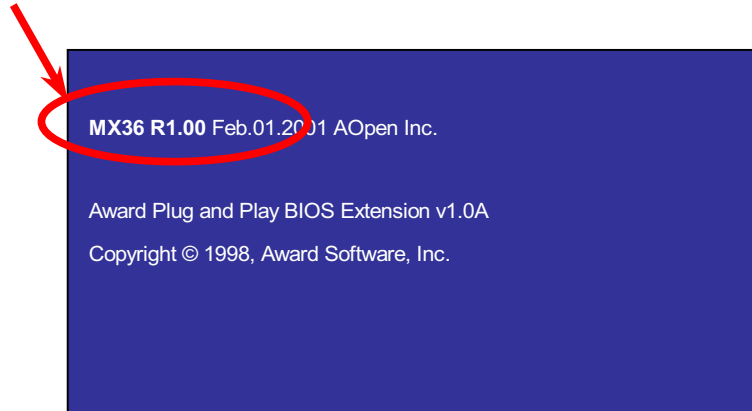 MX36 R1.00 Feb.01.2001 AOpen Inc.
Award Plug and Play BIOS Extension v1.0A
Copyright © 1998, Award Software, Inc.